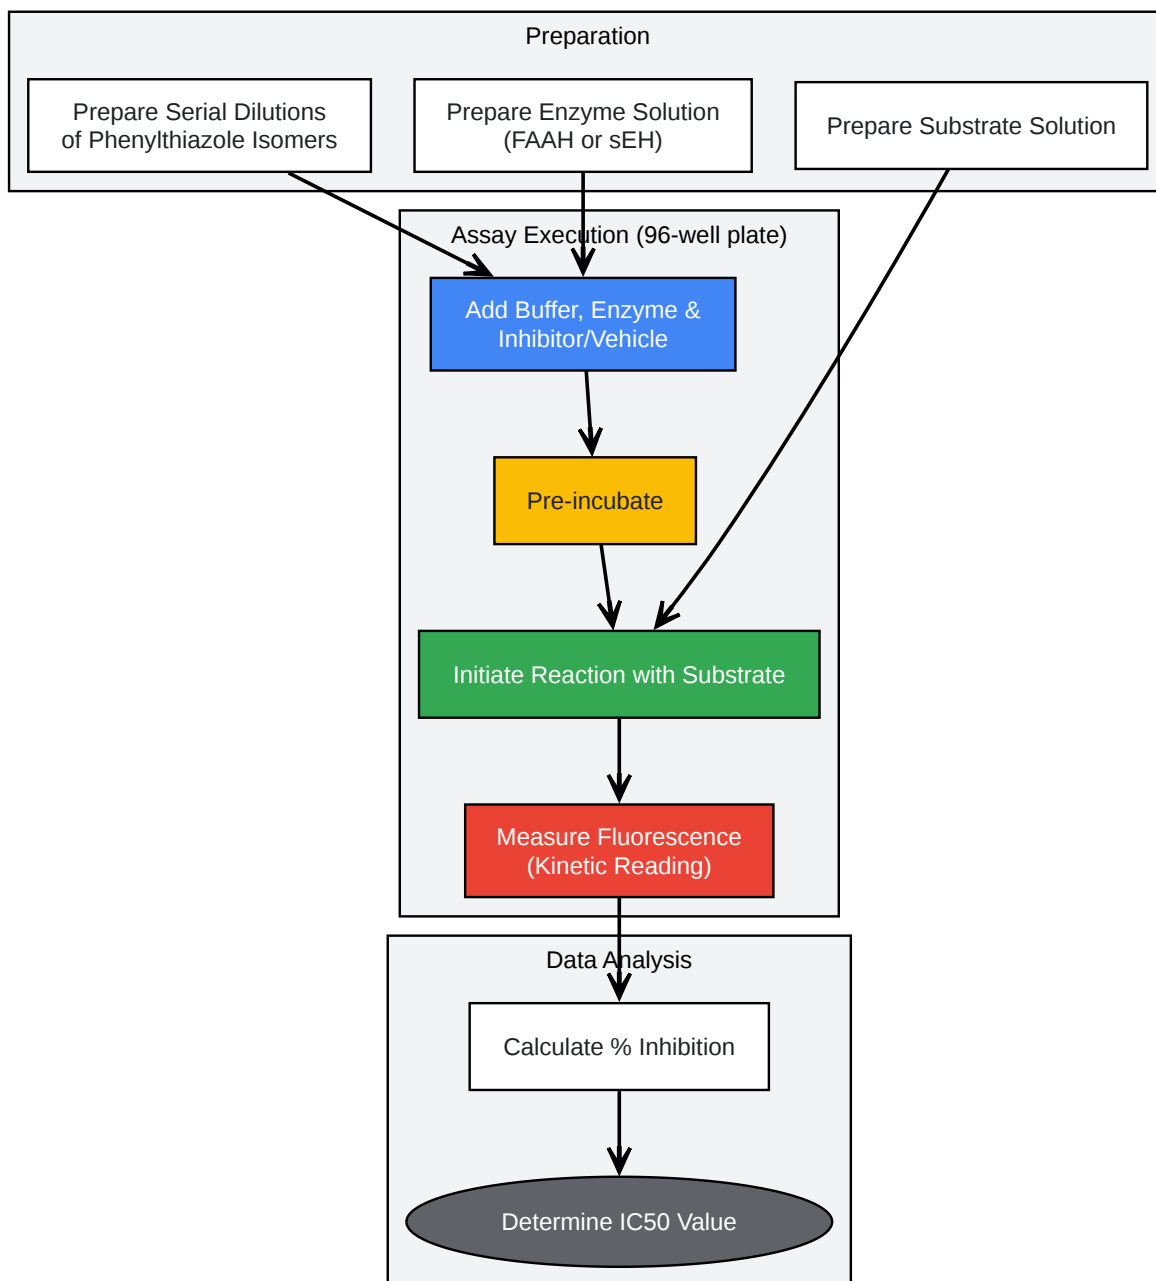 Preparation
Prepare Serial Dilutions
of Phenylthiazole Isomers
Prepare Enzyme Solution
(FAAH or sEH)
Prepare Substrate Solution
Assay Execution (96-well plate)
Add Buffer, Enzyme &
Inhibitor/Vehicle
Pre-incubate
Initiate Reaction with Substrate
Measure Fluorescence
(Kinetic Reading)
Data Analysis
Calculate % Inhibition
Determine IC50 Value